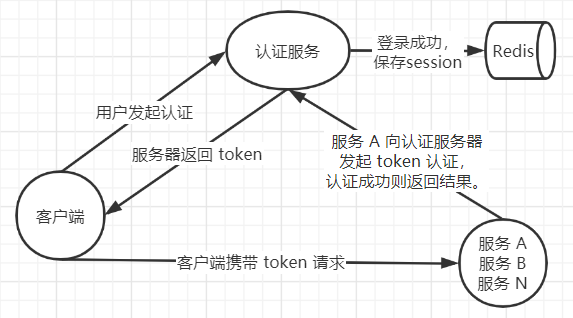 认证服务
登录成功，
保存session
Redis
用户发起认证
服务器返回 token
服务 A 向认证服务器
发起 token 认证，
认证成功则返回结果。
客户端
客户端携带 token 请求
服务 A
服务 B
服务 N